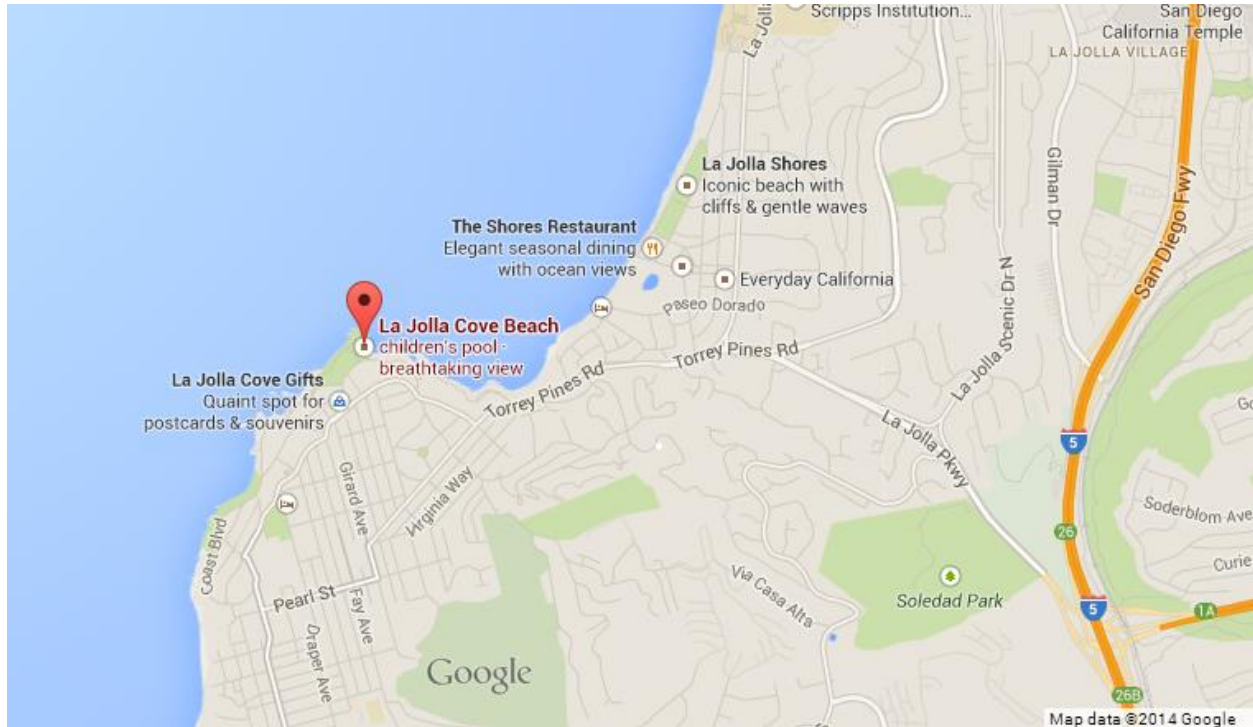 La Jolla
Scripps Institution...
San Diego
California Temple
LA JOLLA VILLAGE
La Jolla Shores
Iconic beach with
cliffs & gentle waves
Gilman Dr
San Diego Fwy
The Shores Restaurant
Elegant seasonal dining
with ocean views
Everyday California
Paseo Dorado
La Jolla Scenic Dr N
La Jolla Cove Beach
children's pool ·
breathtaking view
Torrey Pines Rd
La Jolla Cove Gifts
Quaint spot for
postcards & souvenirs
Torrey Pines Rd
La Jolla Pkwy
5
Girard Ave
Virginia Way
Coast Blvd
Soderblom Ave
26
Curie
Via Casa Alta
Soledad Park
Pearl St
Fay Ave
5
1A
Draper Ave
Google
26B
Map data ©2014 Google